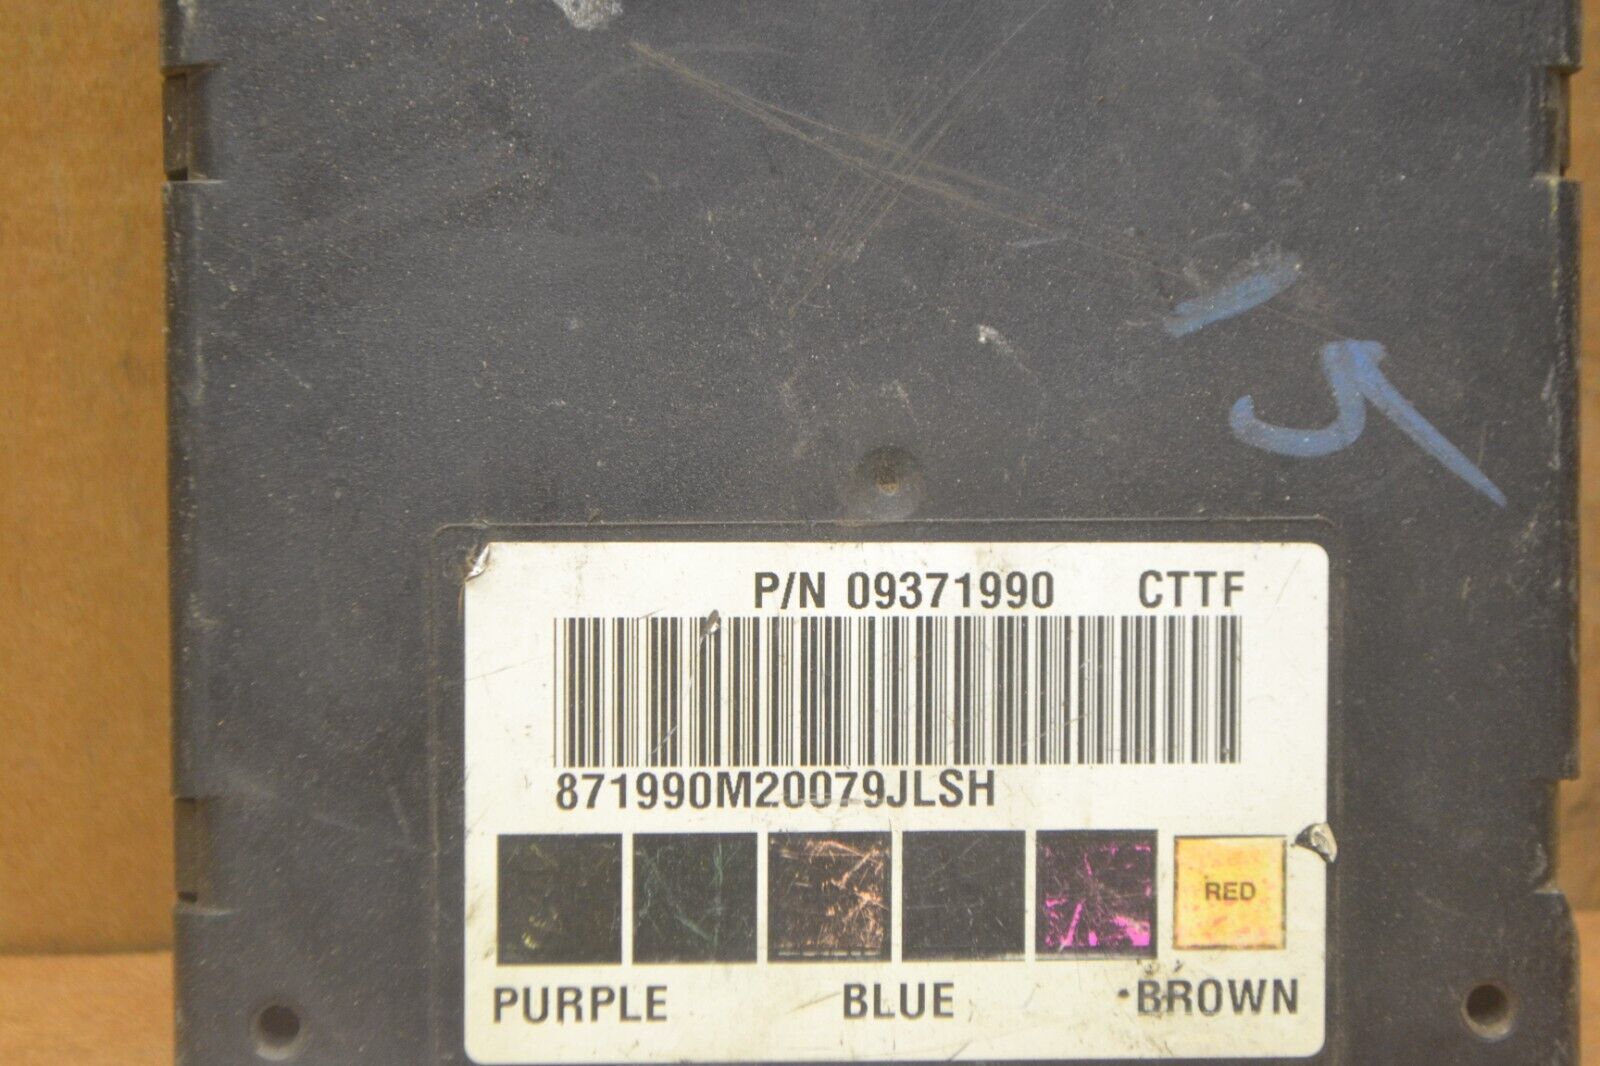 P/N 09371990 CTTF
871990M20079JLSH
RED
PURPLE BLUE BROWN